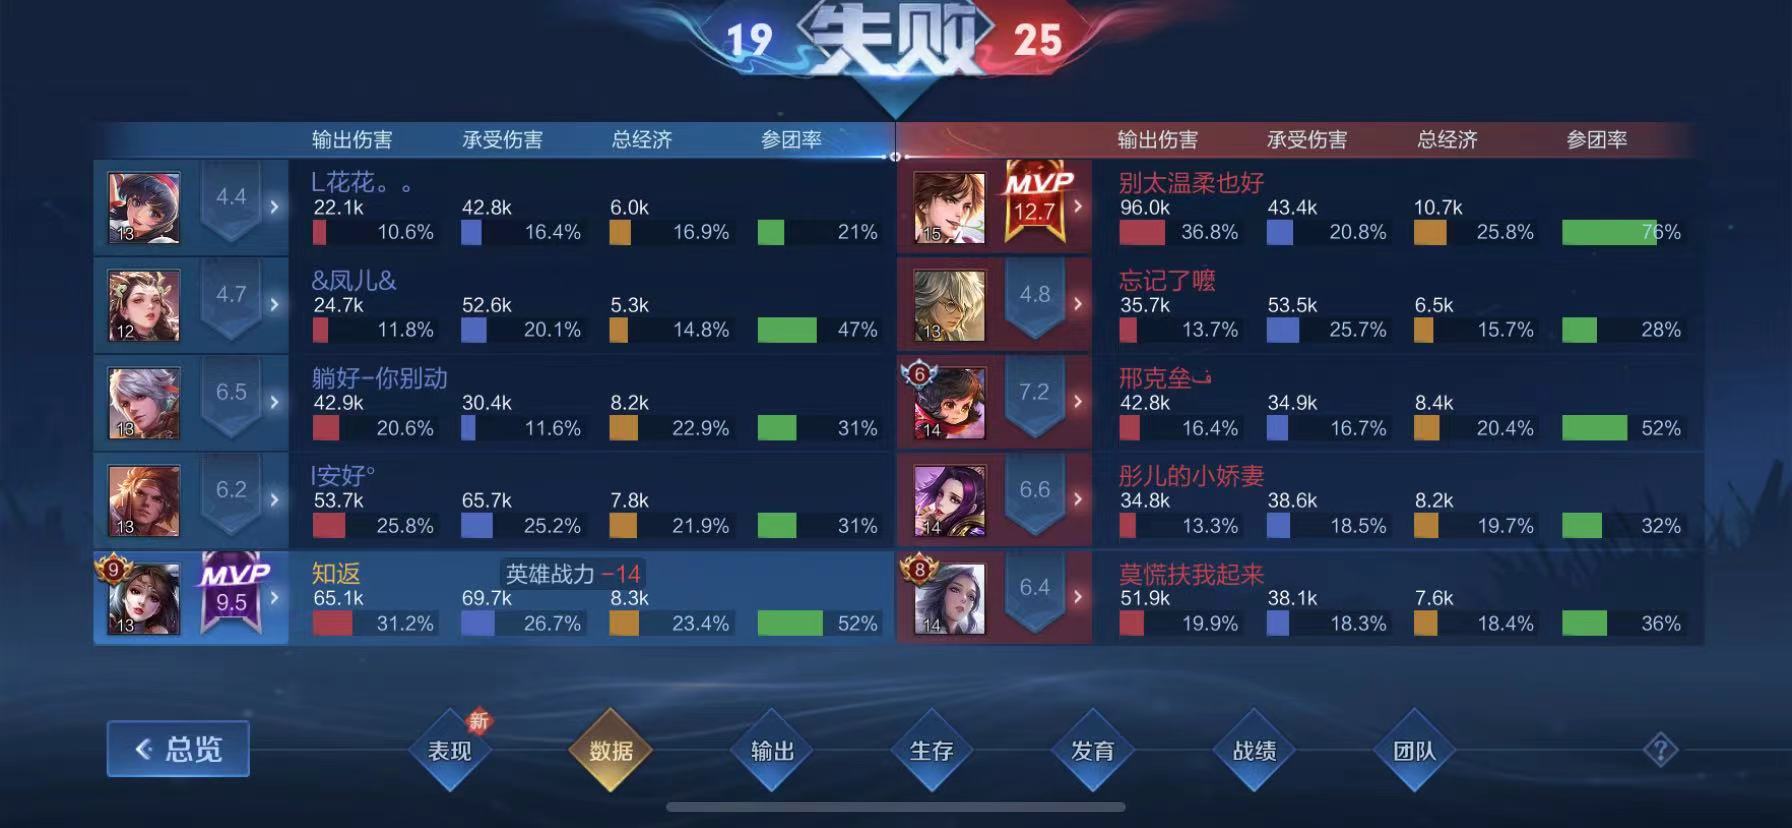 19 失败 25
输出伤害 承受伤害 总经济 参团率 输出伤害 承受伤害 总经济 参团率
13 4.4 L花花。。
22.1k 42.8k 6.0k
10.6% 16.4% 16.9% 21%
15 MVP 12.7 别太温柔也好
96.0k 43.4k 10.7k
36.8% 20.8% 25.8% 76%
12 4.7 &凤儿&
24.7k 52.6k 5.3k
11.8% 20.1% 14.8% 47%
13 4.8 忘记了嚒
35.7k 53.5k 6.5k
13.7% 25.7% 15.7% 28%
13 6.5 躺好-你别动
42.9k 30.4k 8.2k
20.6% 11.6% 22.9% 31%
6 14 7.2 邢克垒ف
42.8k 34.9k 8.4k
16.4% 16.7% 20.4% 52%
13 6.2 I安好°
53.7k 65.7k 7.8k
25.8% 25.2% 21.9% 31%
14 6.6 彤儿的小娇妻
34.8k 38.6k 8.2k
13.3% 18.5% 19.7% 32%
9 13 MVP 9.5 知返 英雄战力 -14
65.1k 69.7k 8.3k
31.2% 26.7% 23.4% 52%
8 14 6.4 莫慌扶我起来
51.9k 38.1k 7.6k
19.9% 18.3% 18.4% 36%
总览 表现 新 数据 输出 生存 发育 战绩 团队 ?